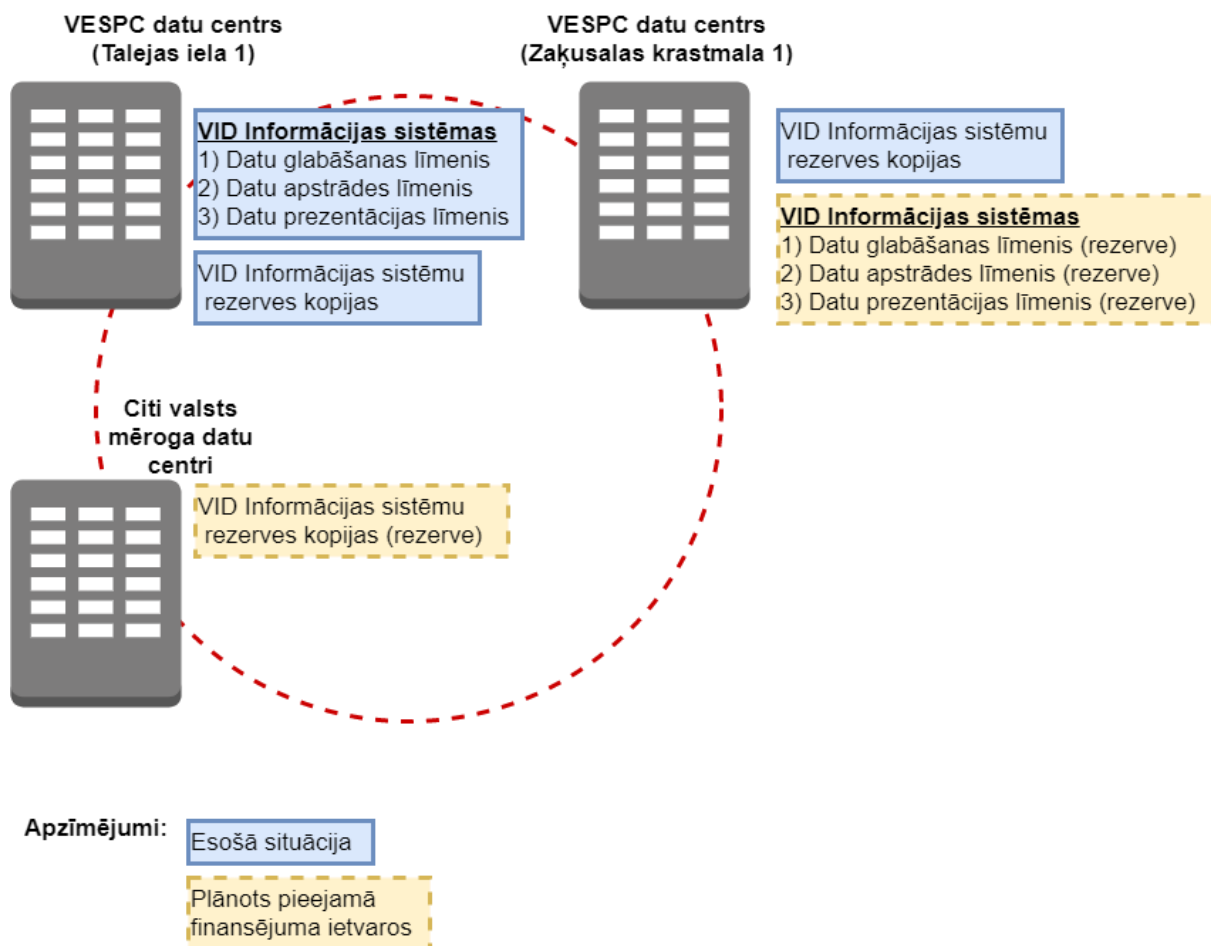 VESPC datu centrs
(Talejas iela 1)
VESPC datu centrs
(Zaķusalas krastmala 1)
VID Informācijas sistēmas
1) Datu glabāšanas līmenis
2) Datu apstrādes līmenis
3) Datu prezentācijas līmenis
VID Informācijas sistēmu
rezerves kopijas
VID Informācijas sistēmu
rezerves kopijas
VID Informācijas sistēmas
1) Datu glabāšanas līmenis (rezerve)
2) Datu apstrādes līmenis (rezerve)
3) Datu prezentācijas līmenis (rezerve)
Citi valsts
mēroga datu
centri
VID Informācijas sistēmu
rezerves kopijas (rezerve)
Apzīmējumi:
Esošā situācija
Plānots pieejamā
finansējuma ietvaros